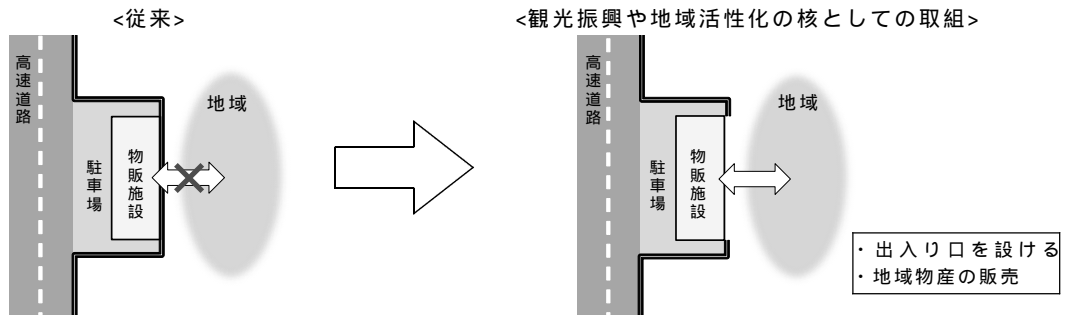 <従来>
<観光振興や地域活性化の核としての取組>
高速道路
地域
駐車場
物販施設
高速道路
地域
駐車場
物販施設
・出入り口を設ける
・地域物産の販売